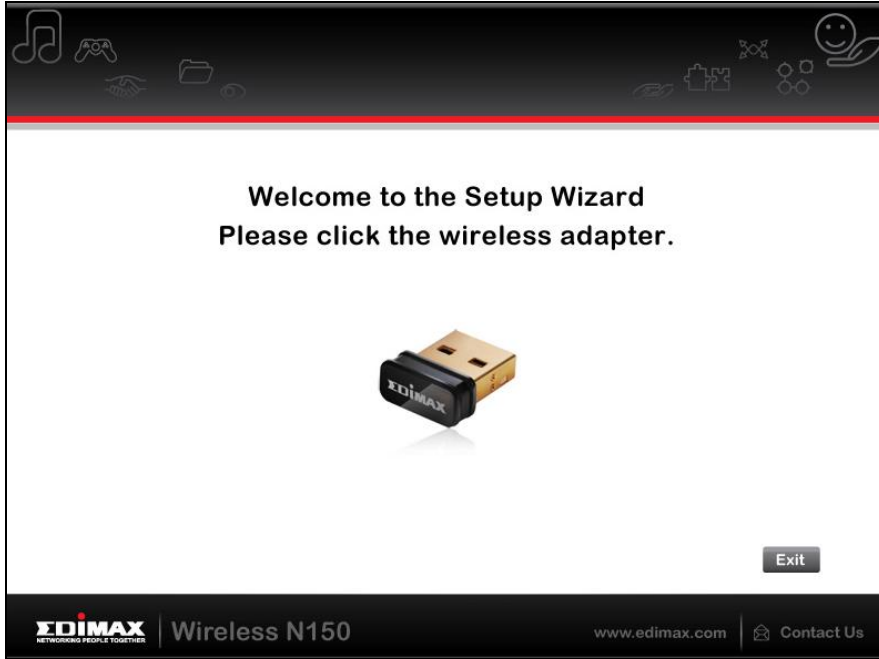 Welcome to the Setup Wizard
Please click the wireless adapter.
EDIMAX
Exit
EDIMAX
NETWORKING PEOPLE TOGETHER
Wireless N150
www.edimax.com
Contact Us